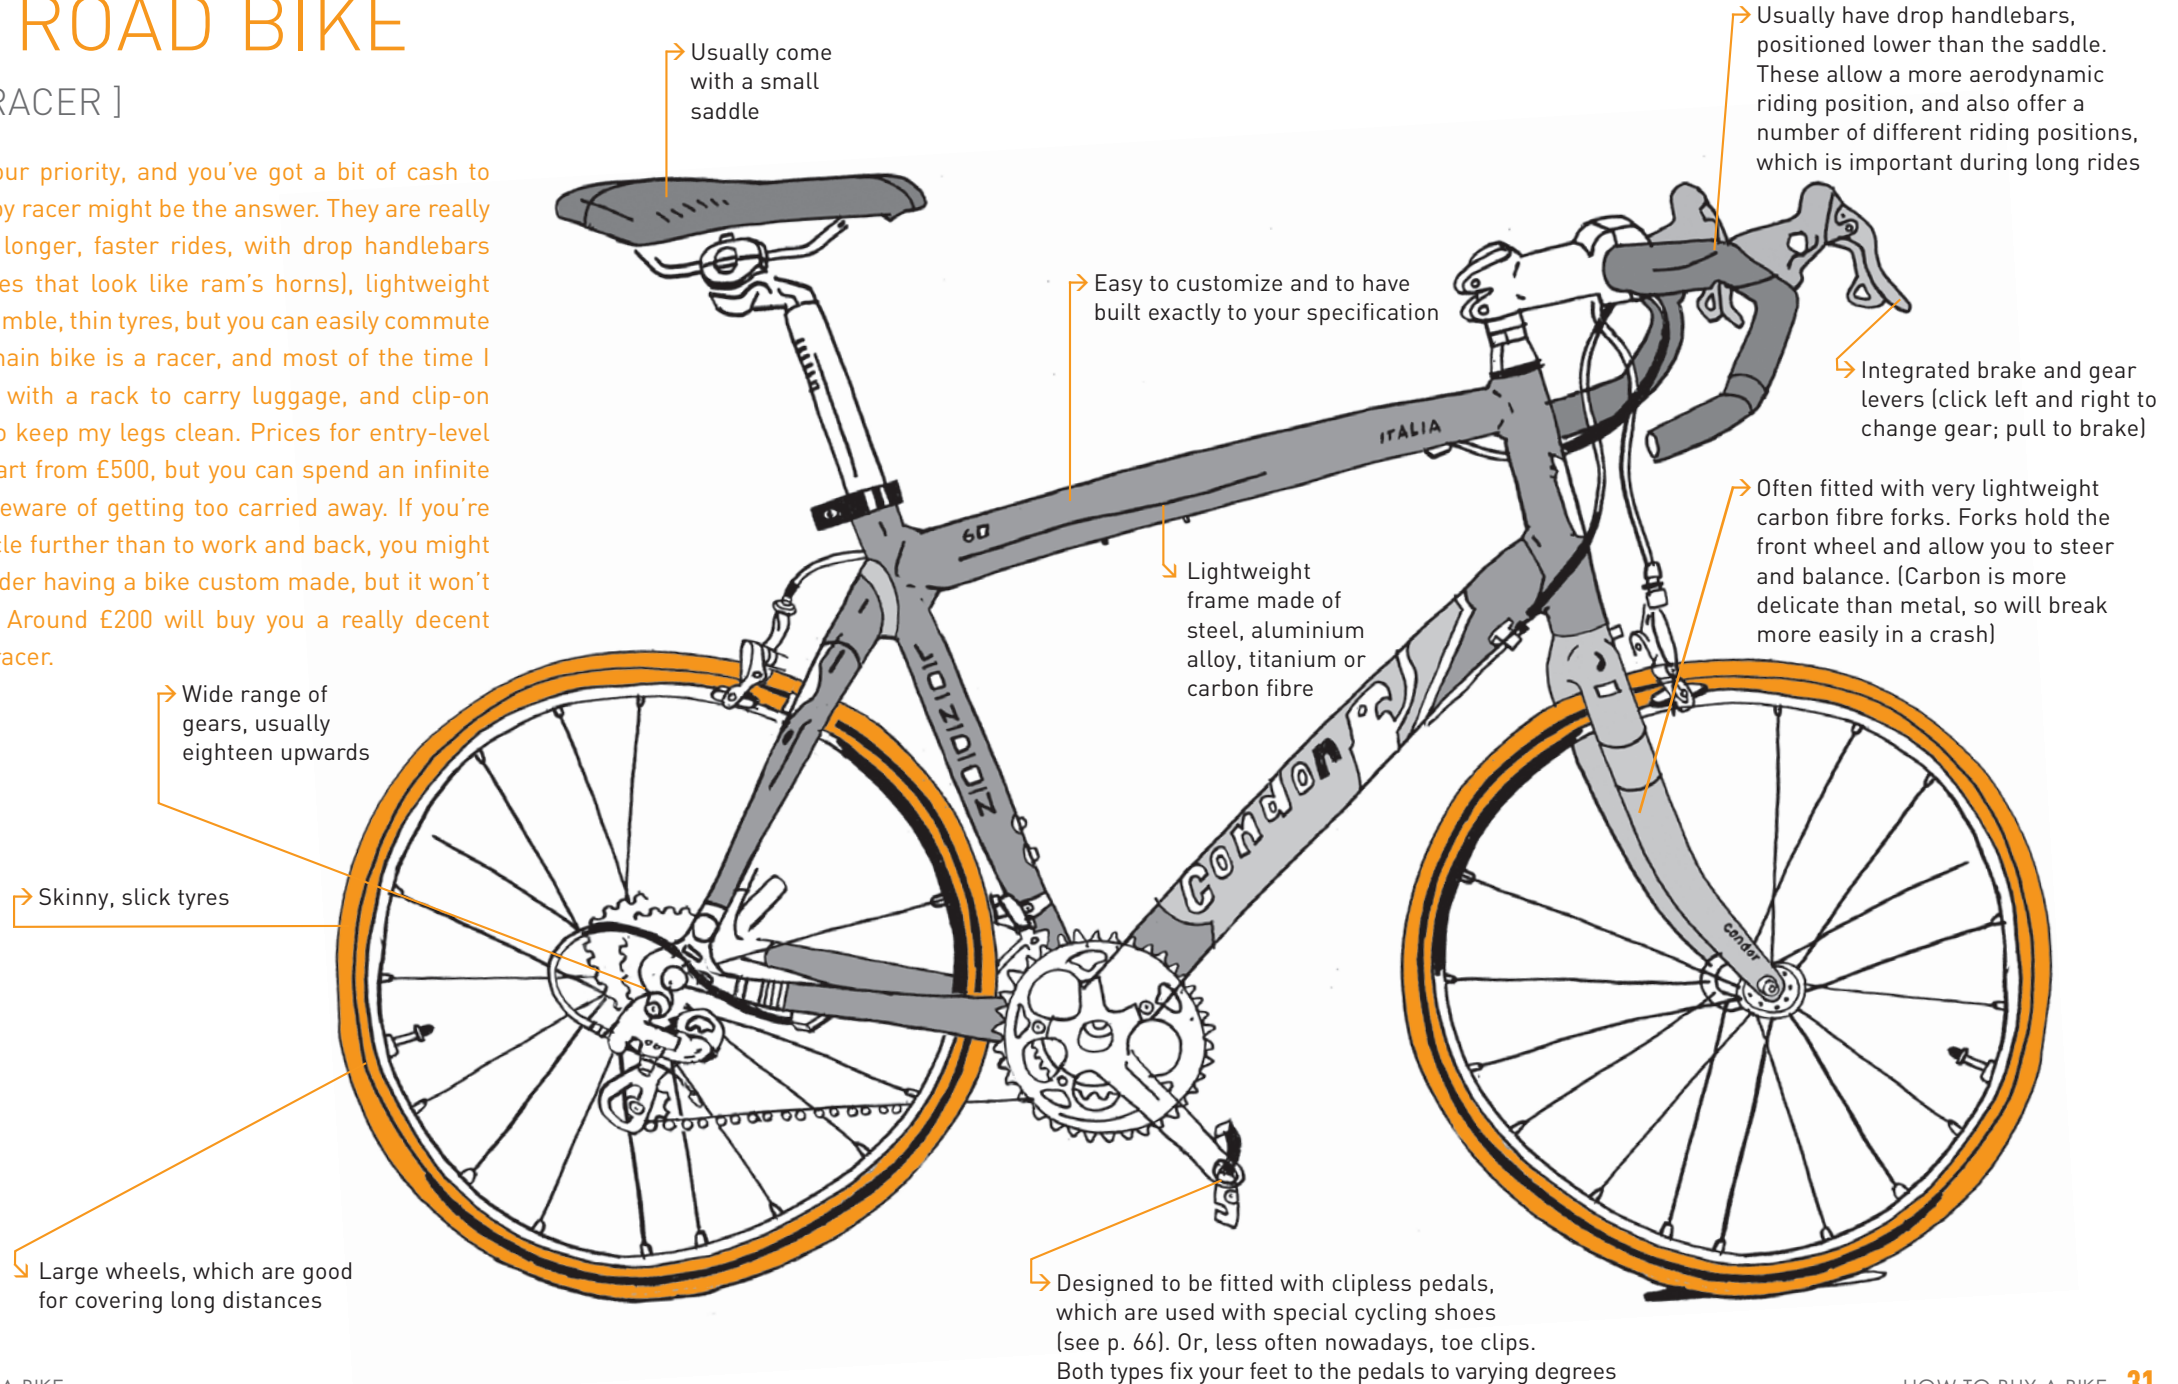 ROAD BIKE
RACER ]
our priority, and you've got a bit of cash to
racer might be the answer. They are really
longer, faster rides, with drop handlebars
that look like ram's horns), lightweight
thin tyres, but you can easily commute
bike is a racer, and most of the time I
with a rack to carry luggage, and clip-on
keep my legs clean. Prices for entry-level
from £500, but you can spend an infinite
of getting too carried away. If you're
further than to work and back, you might
having a bike custom made, but it won't
Around £200 will buy you a really decent
racer.
Usually come
with a small
saddle
Usually have drop handlebars,
positioned lower than the saddle.
These allow a more aerodynamic
riding position, and also offer a
number of different riding positions,
which is important during long rides
Easy to customize and to have
built exactly to your specification
Integrated brake and gear
levers (click left and right to
change gear; pull to brake)
Often fitted with very lightweight
carbon fibre forks. Forks hold the
front wheel and allow you to steer
and balance. (Carbon is more
delicate than metal, so will break
more easily in a crash)
Lightweight
frame made of
steel, aluminium
alloy, titanium or
carbon fibre
Wide range of
gears, usually
eighteen upwards
Skinny, slick tyres
Large wheels, which are good
for covering long distances
Designed to be fitted with clipless pedals,
which are used with special cycling shoes
(see p. 66). Or, less often nowadays, toe clips.
Both types fix your feet to the pedals to varying degrees
ITALIA
60
Condor
condor
A BIKE
HOW TO BUY A BIKE 31